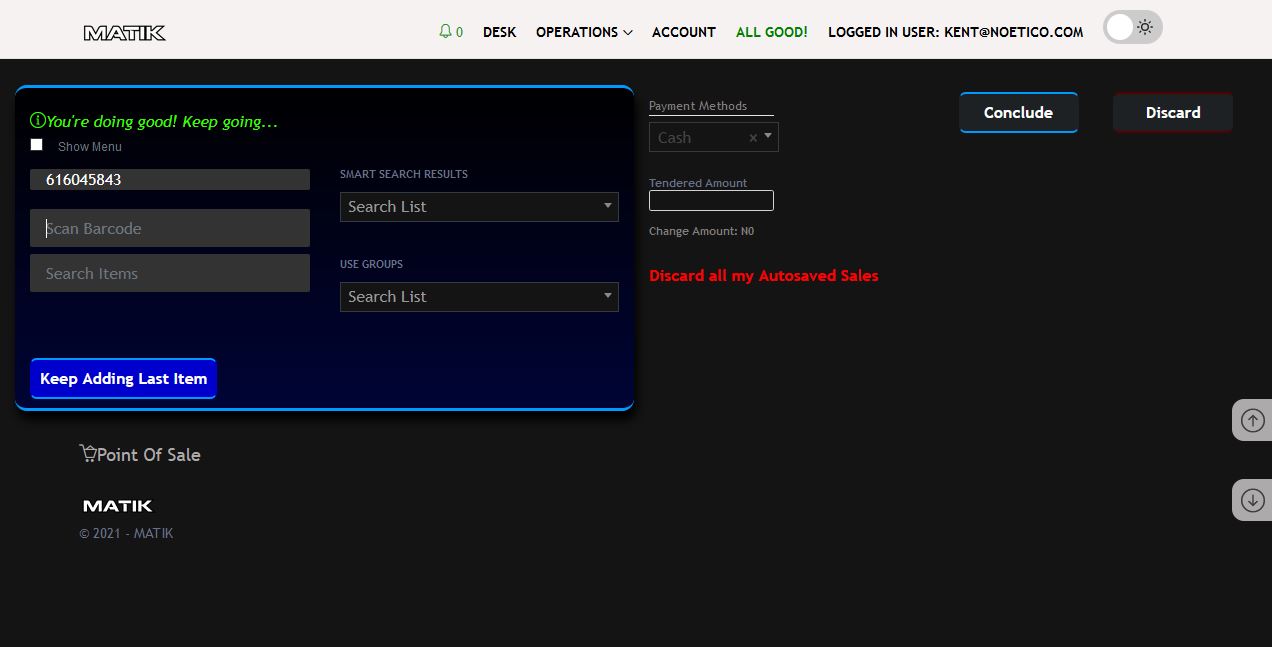 MATIK
0 DESK OPERATIONS ACCOUNT ALL GOOD! LOGGED IN USER: KENT@NOETICO.COM
You're doing good! Keep going...
Show Menu
616045843
Scan Barcode
Search Items
SMART SEARCH RESULTS
Search List
USE GROUPS
Search List
Keep Adding Last Item
Payment Methods
Cash ×
Tendered Amount
Change Amount: N0
Discard all my Autosaved Sales
Conclude
Discard
Point Of Sale
MATIK
© 2021 - MATIK